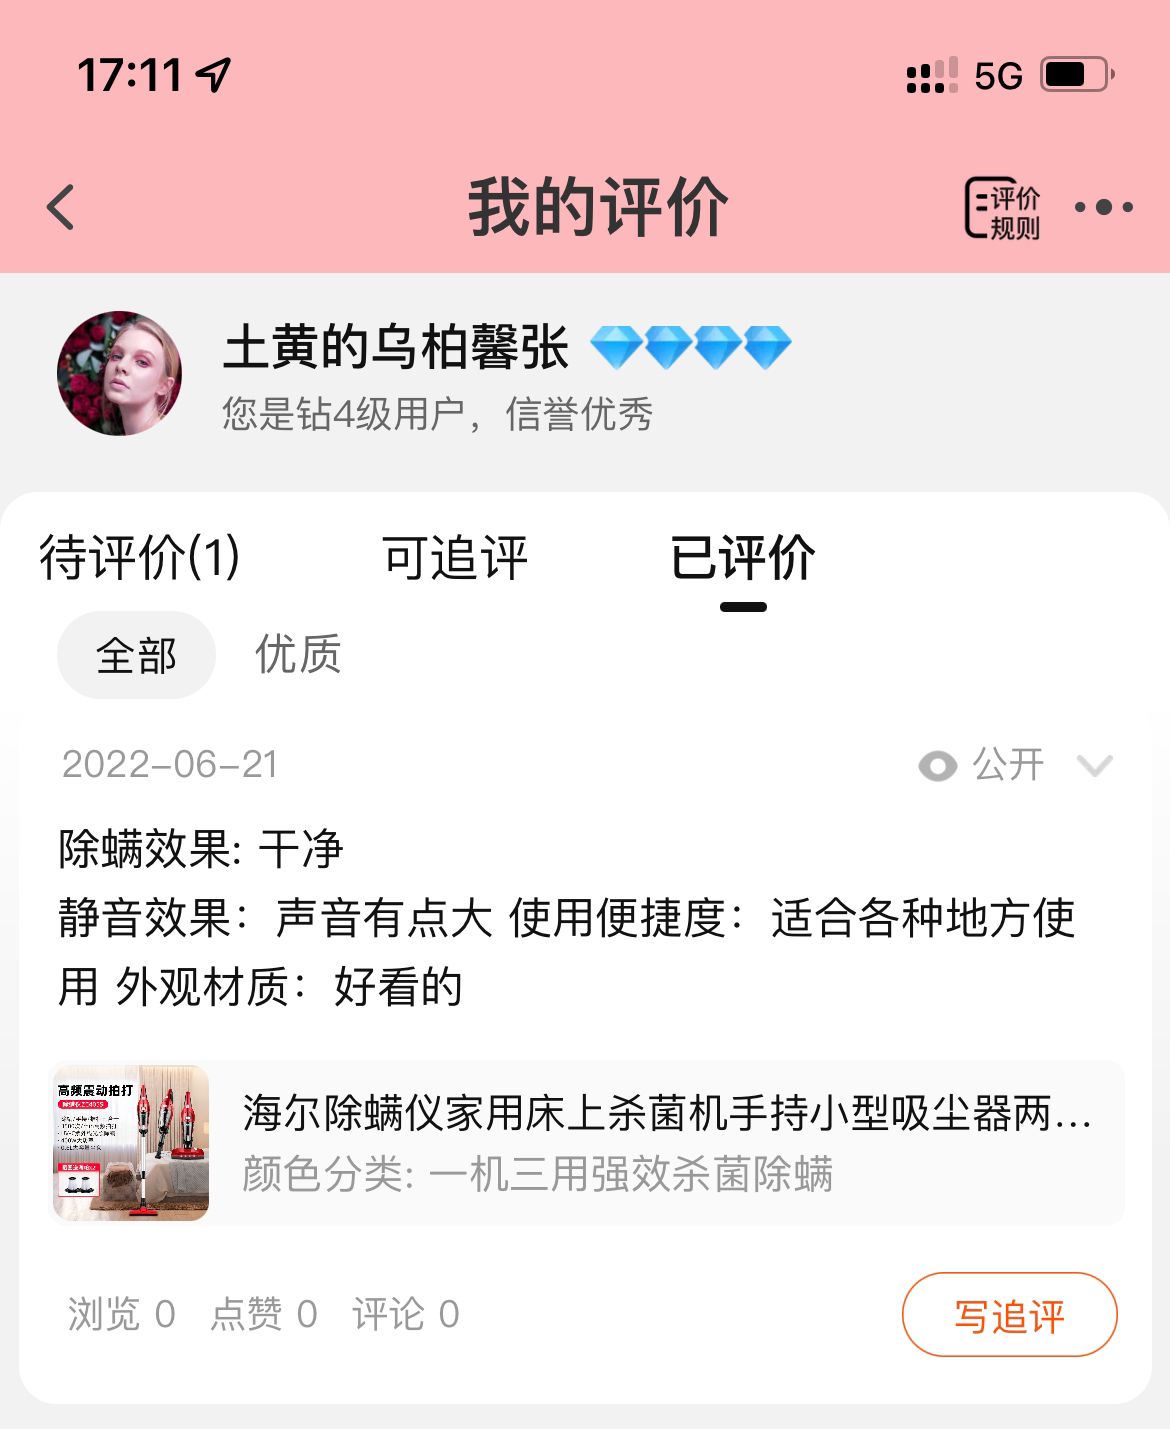 17:11
5G
我的评价
评价
规则
土黄的乌柏馨张
您是钻4级用户，信誉优秀
待评价(1)
可追评
已评价
全部
优质
2022-06-21
公开
除螨效果: 干净
静音效果：声音有点大 使用便捷度：适合各种地方使
用 外观材质：好看的
高频震动拍打
海尔除螨仪家用床上杀菌机手持小型吸尘器两...
颜色分类: 一机三用强效杀菌除螨
浏览 0
点赞 0
评论 0
写追评